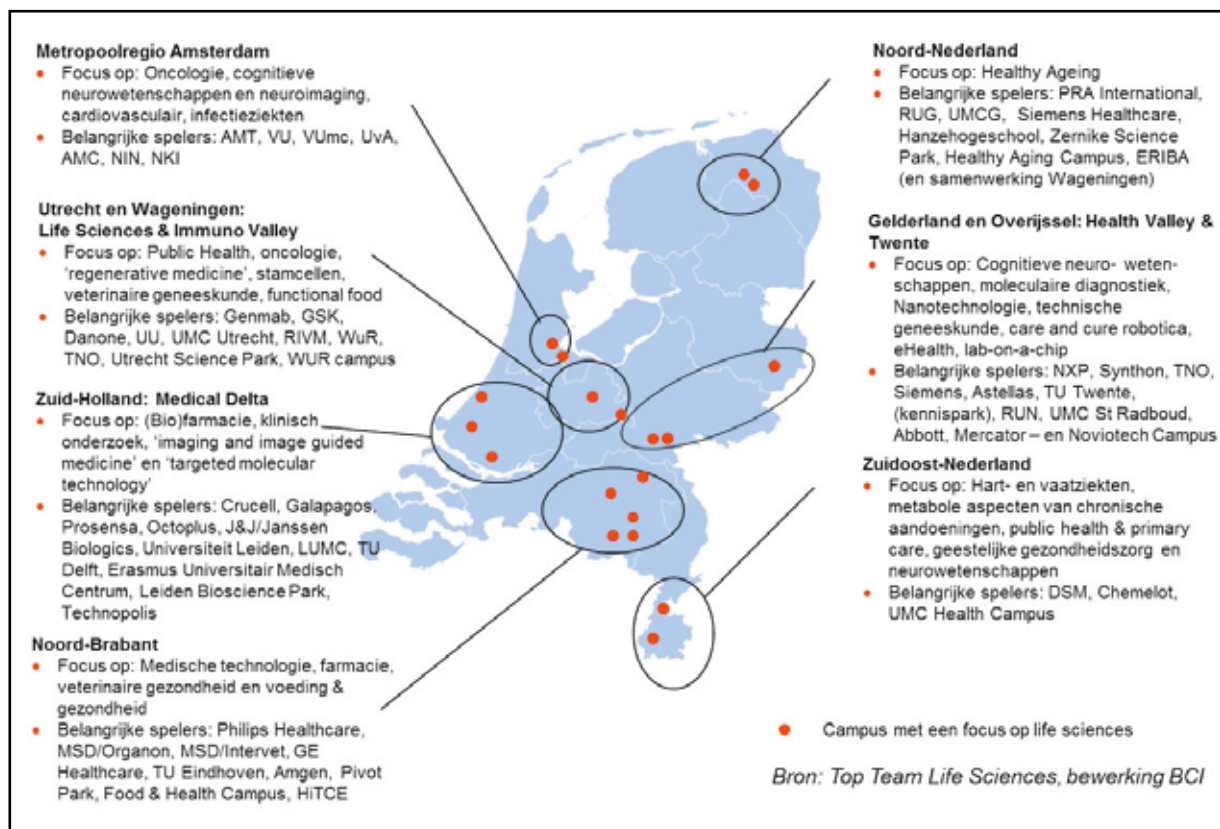 Metropoolregio Amsterdam
Focus op: Oncologie, cognitieve
neurowetenschappen en neuroimaging,
cardiovasculair, infectieziekten
Belangrijke spelers: AMT, VU, VUmc, UvA,
AMC, NIN, NKI
Utrecht en Wageningen:
Life Sciences & Immuno Valley
Focus op: Public Health, oncologie,
‘regenerative medicine’, stamcellen,
veterinaire geneeskunde, functional food
Belangrijke spelers: Genmab, GSK,
Danone, UU, UMC Utrecht, RIVM, WuR,
TNO, Utrecht Science Park, WUR campus
Zuid-Holland: Medical Delta
Focus op: (Bio)farmacie, klinisch
onderzoek, ‘imaging and image guided
medicine’ en ‘targeted molecular
technology’
Belangrijke spelers: Crucell, Galapagos,
Prosensa, Octoplus, J&J/Janssen
Biologics, Universiteit Leiden, LUMC, TU
Delft, Erasmus Universitair Medisch
Centrum, Leiden Bioscience Park,
Technopolis
Noord-Brabant
Focus op: Medische technologie, farmacie,
veterinaire gezondheid en voeding &
gezondheid
Belangrijke spelers: Philips Healthcare,
MSD/Organon, MSD/Intervet, GE
Healthcare, TU Eindhoven, Amgen, Pivot
Park, Food & Health Campus, HiTCE
Noord-Nederland
Focus op: Healthy Ageing
Belangrijke spelers: PRA International,
RUG, UMCG, Siemens Healthcare,
Hanzehogeschool, Zernike Science
Park, Healthy Aging Campus, ERIBA
(en samenwerking Wageningen)
Gelderland en Overijssel: Health Valley &
Twente
Focus op: Cognitieve neuro- weten-
schappen, moleculaire diagnostiek,
Nanotechnologie, technische
geneeskunde, care and cure robotica,
eHealth, lab-on-a-chip
Belangrijke spelers: NXP, Synthon, TNO,
Siemens, Astellas, TU Twente,
(kennispark), RUN, UMC St Radboud,
Abbott, Mercator – en Noviotech Campus
Zuidoost-Nederland
Focus op: Hart- en vaatziekten,
metabole aspecten van chronische
aandoeningen, public health & primary
care, geestelijke gezondheidszorg en
neurowetenschappen
Belangrijke spelers: DSM, Chemelot,
UMC Health Campus
Campus met een focus op life sciences
Bron: Top Team Life Sciences, bewerking BCI